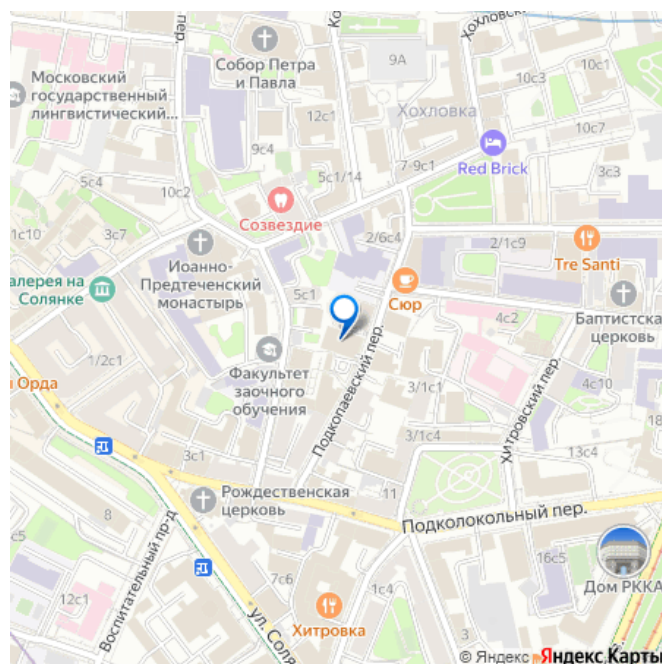 пер.
Собор Петра
и Павла
Хохловск
9А
10с3
10с1
Московский
государственный
лингвистический...
12с1
Хохловка
10с7
9с4
7-9с1
Red Brick
3с3
5с1/14
5с4
10с2
Созвездие
1с10
3с7
2/6с4
2/1с9
Tre Santi
Иоанно-
Предтеченский
монастырь
алерея на
Солянке
5с1
Сюр
4с2
Баптистска
церковь
1/2с1
Факультет
заочного
обучения
Подкопаевский пер.
3/1с1
Хитровский пер.
4с10
Орда
3/1с4
13с4
3с1
Рождественская
церковь
11
Подколокольный пер.
8
Воспитательный пр-д
16с5
7с6
1с4
Дом РККА
12с1
ул. Соля
Хитровка
© Яндекс Яндекс Карты